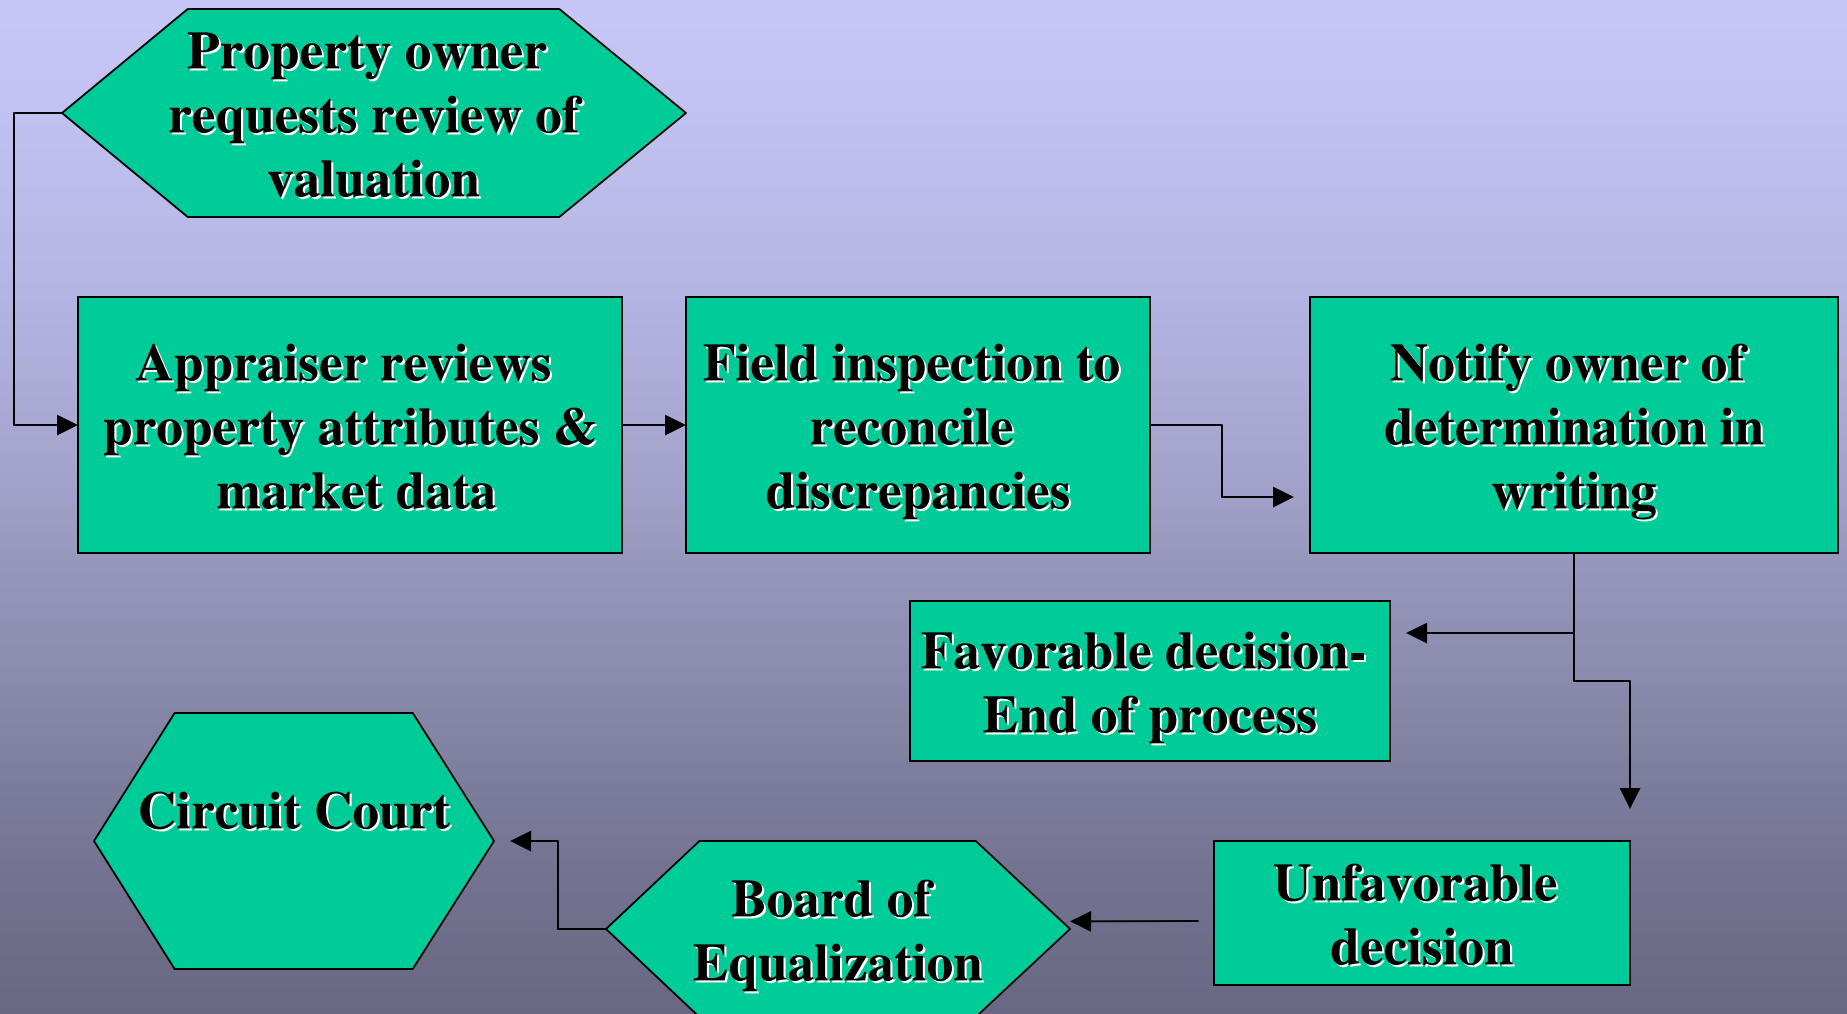 Property owner
requests review of
valuation
Appraiser reviews
property attributes &
market data
Field inspection to
reconcile
discrepancies
Notify owner of
determination in
writing
Favorable decision-
End of process
Unfavorable
decision
Board of
Equalization
Circuit Court